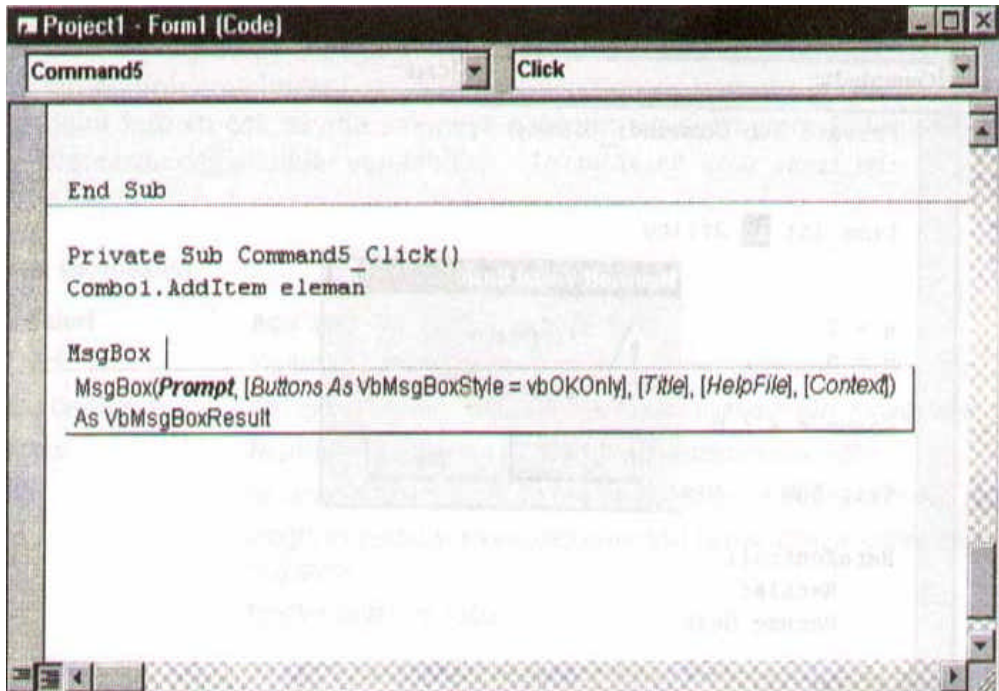 Project1 - Form1 (Code)
Command5 Click
End Sub
Private Sub Command5_Click()
Combo1.AddItem eleman
MsgBox
MsgBox(Prompt, [Buttons As VbMsgBoxStyle = vbOKOnly], [Title], [HelpFile], [Context])
As VbMsgBoxResult